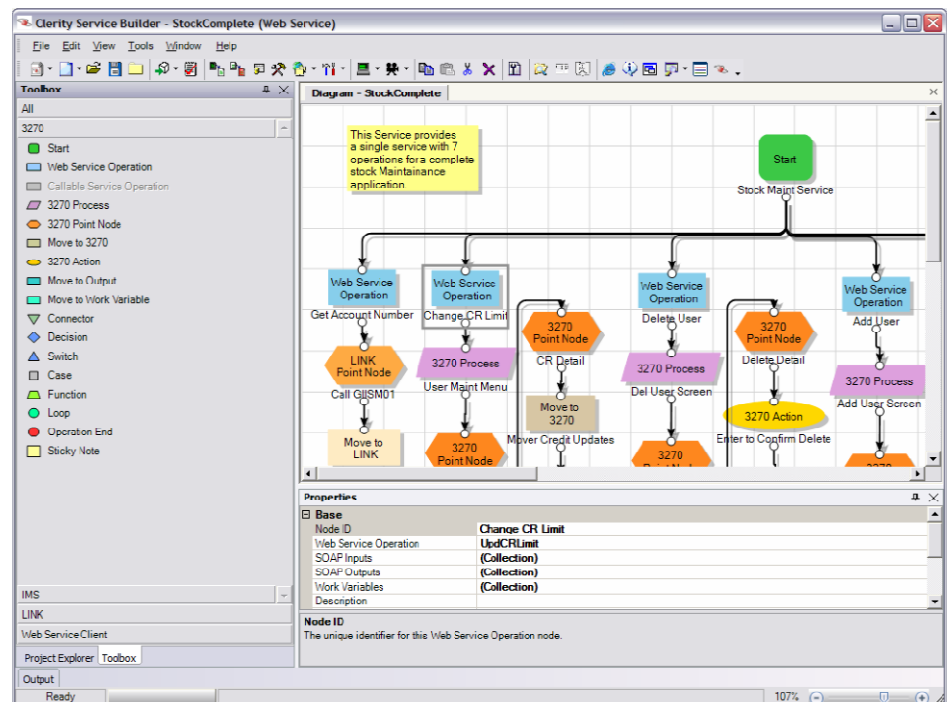 Clerity Service Builder - StockComplete (Web Service)
File Edit View Tools Window Help
Toolbox
All
3270
Start
Web Service Operation
Callable Service Operation
3270 Process
3270 Point Node
Move to 3270
3270 Action
Move to Output
Move to Work Variable
Connector
Decision
Switch
Case
Function
Loop
Operation End
Sticky Note
IMS
LINK
Web Service Client
Project Explorer Toolbox
Output
Ready
Diagram - StockComplete
This Service provides
a single service with 7
operations for a complete
stock Maintainance
application
Start
Stock Maint Service
Web Service
Operation
Get Account Number
LINK
Point Node
Call GIISM01
Move to
LINK
Web Service
Operation
Change CR Limit
3270 Process
User Maint Menu
3270
Point Node
3270
Point Node
CR Detail
Move to
3270
Mover Credit Updates
Web Service
Operation
Delete User
3270 Process
Del User Screen
3270
Point Node
3270
Point Node
Delete Detail
3270 Action
Enter to Confirm Delete
Web Service
Operation
Add User
3270 Process
Add User Screen
3270
Properties
Base
Node ID Change CR Limit
Web Service Operation UpdCRLimit
SOAP Inputs (Collection)
SOAP Outputs (Collection)
Work Variables (Collection)
Description
Node ID
The unique identifier for this Web Service Operation node.
107%